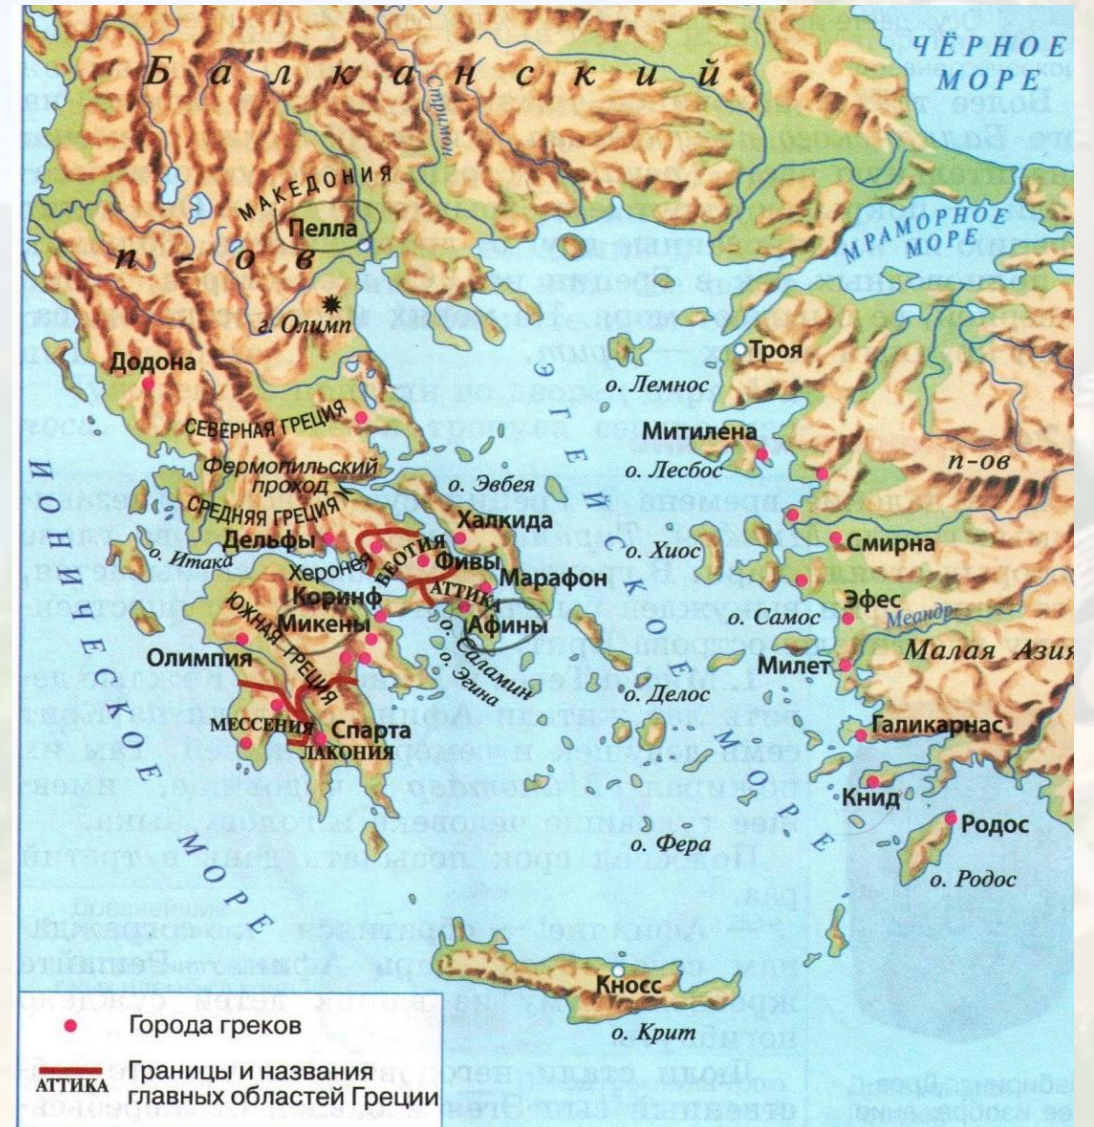 ЧЁРНОЕ
МОРЕ
Балканский
Стримон
МАКЕДОНИЯ
Пелла
МРАМОРНОЕ
МОРЕ
п-ов
г. Олимп
Троя
Додона
о. Лемнос
ЭГЕЙСКОЕ МОРЕ
СЕВЕРНАЯ ГРЕЦИЯ
Митилена
п-ов
Фермопильский
проход
о. Лесбос
о. Эвбея
СРЕДНЯЯ ГРЕЦИЯ
Халкида
ИОНИЧЕСКОЕ МОРЕ
Дельфы
БЕОТИЯ
Смирна
о. Итака
Херонея
Фивы
о. Хиос
Марафон
Коринф
АТТИКА
Эфес
ЮЖНАЯ ГРЕЦИЯ
Микены
Афины
о. Самос
Меандр
Олимпия
о. Саламин
Милет
Малая Азия
о. Эгина
о. Делос
МЕССЕНИЯ
Спарта
Галикарнас
ЛАКОНИЯ
Книд
Родос
о. Фера
о. Родос
Кносс
о. Крит
Города греков
АТТИКА
Границы и названия
главных областей Греции